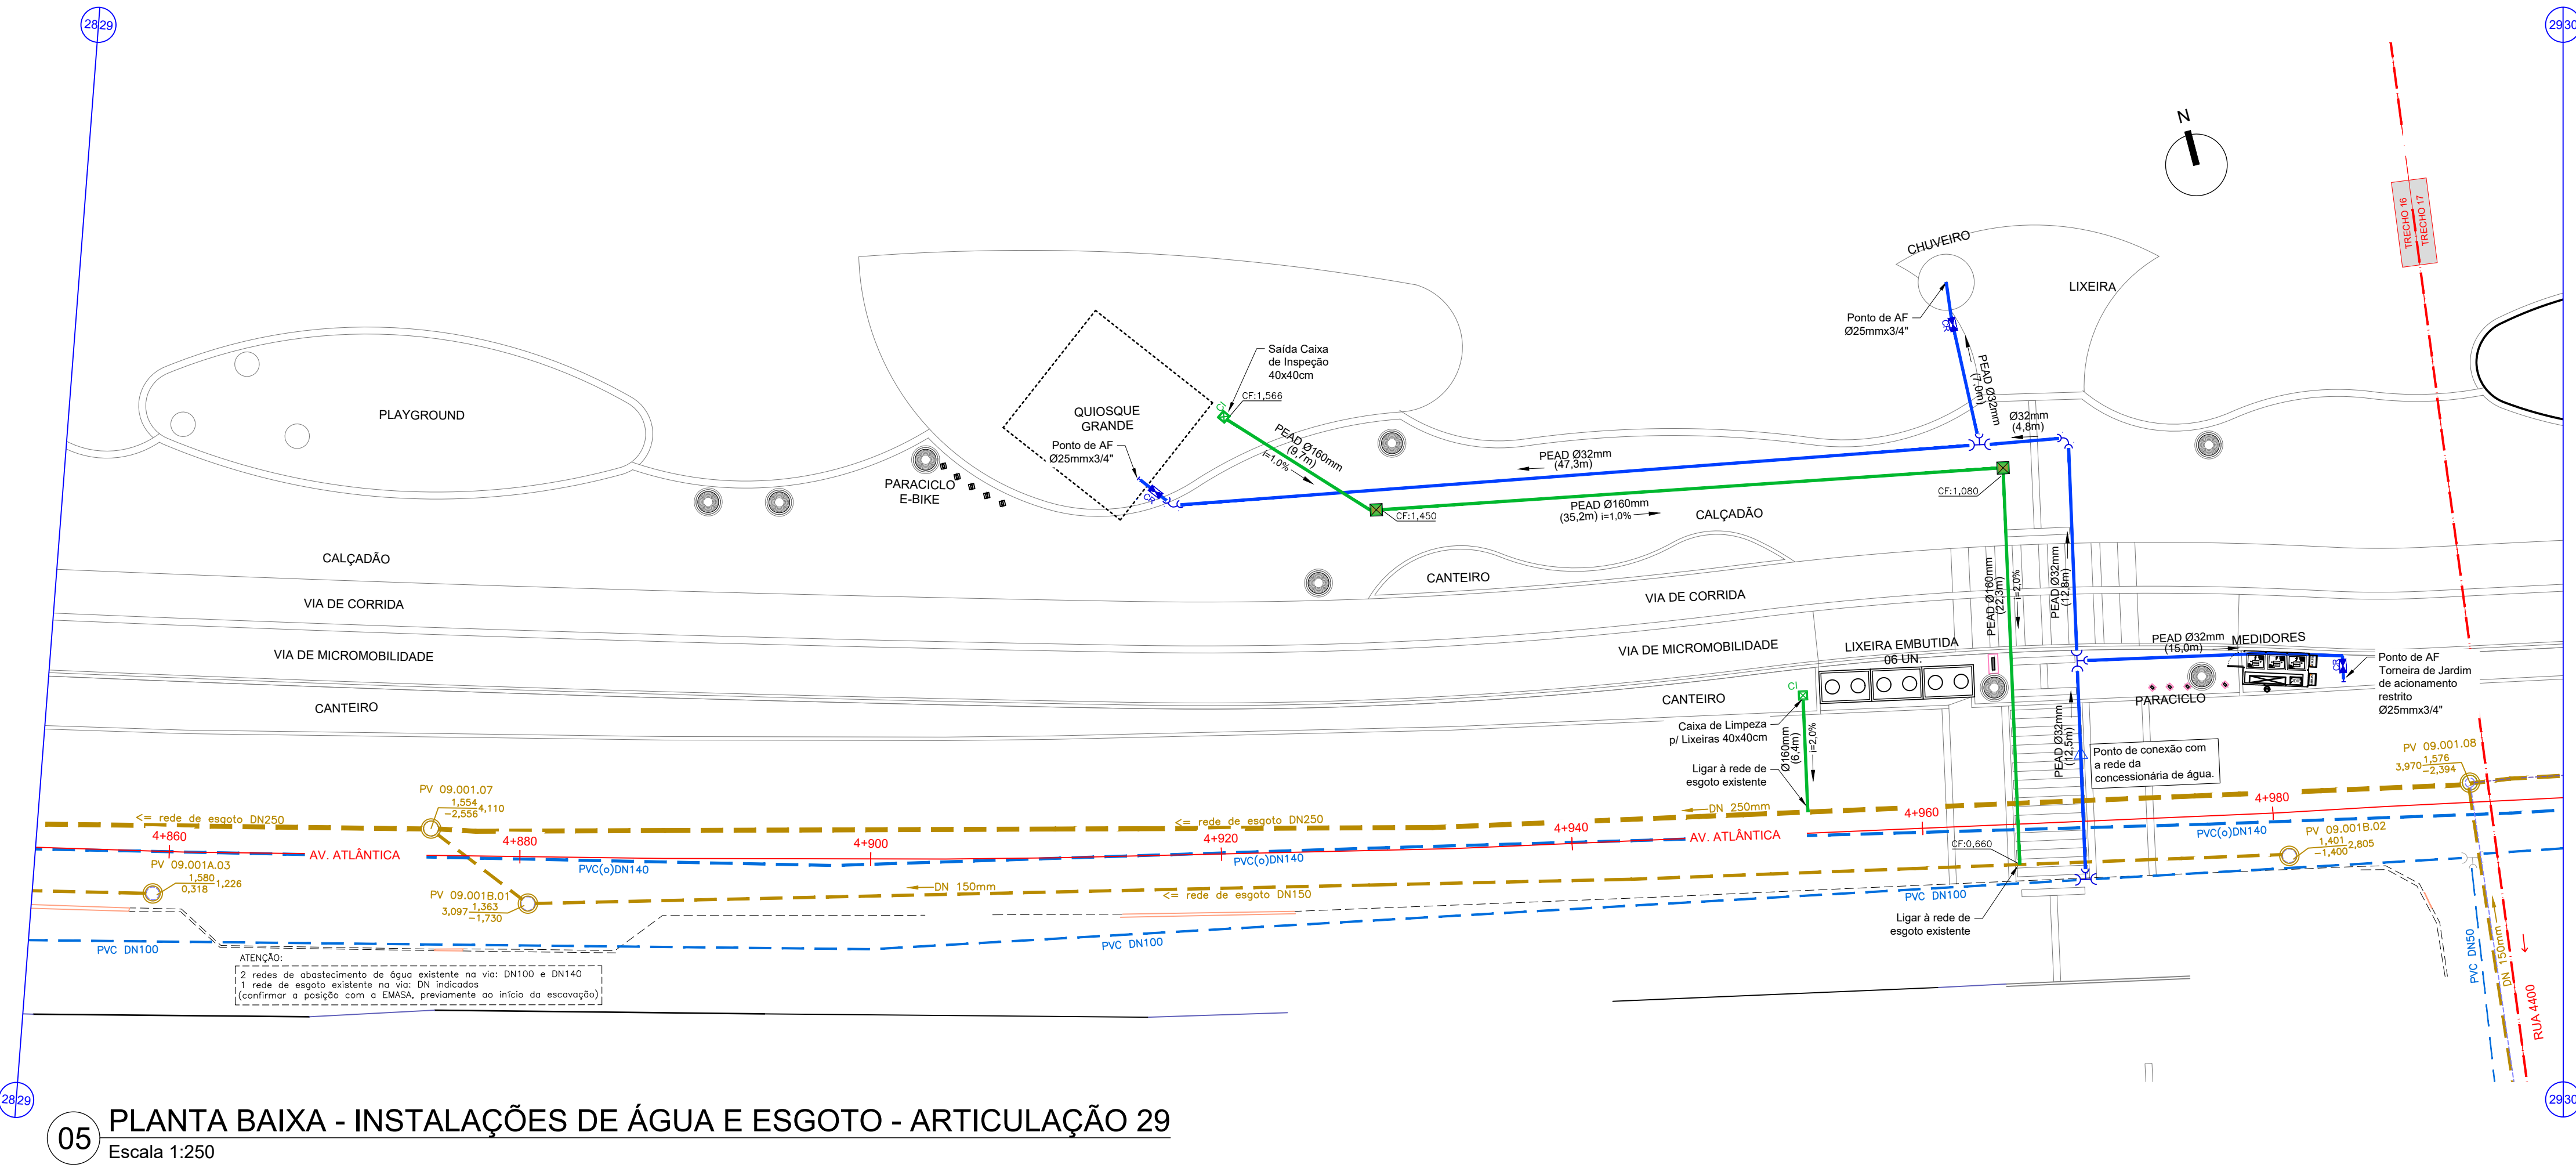 28 29
29 30
N
TRECHO 16
TRECHO 17
CHUVEIRO
LIXEIRA
Ponto de AF
Ø25mmx3/4"
CR
PEAD Ø32mm
(7,0m)
Ø32mm
(4,8m)
Saída Caixa
de Inspeção
40x40cm
CI
CF:1,566
PLAYGROUND
QUIOSQUE
GRANDE
Ponto de AF
Ø25mmx3/4"
CR
PEAD Ø160mm
(9,7m)
i=1,0%
PEAD Ø32mm
(47,3m)
PARACICLO
E-BIKE
CF:1,450
CF:1,080
PEAD Ø160mm
(35,2m) i=1,0%
CALÇADÃO
CALÇADÃO
CANTEIRO
VIA DE CORRIDA
VIA DE CORRIDA
PEAD Ø160mm
(22,3m)
i=2,0%
PEAD Ø32mm
(12,8m)
VIA DE MICROMOBILIDADE
VIA DE MICROMOBILIDADE
LIXEIRA EMBUTIDA
06 UN.
PEAD Ø32mm
(15,0m)
MEDIDORES
CR
Ponto de AF
Torneira de Jardim
de acionamento
restrito
Ø25mmx3/4"
CANTEIRO
CANTEIRO
CI
PARACICLO
Caixa de Limpeza
p/ Lixeiras 40x40cm
Ø160mm
(6,4m)
i=2,0%
PEAD Ø32mm
(12,5m)
Ponto de conexão com
a rede da
concessionária de água.
Ligar à rede de
esgoto existente
PV 09.001.08
3,970 1,576
-2,394
PV 09.001.07
1,554
-2,556 4,110
<= rede de esgoto DN250
<= rede de esgoto DN250
DN 250mm
4+860
4+880
4+900
4+920
4+940
4+960
4+980
AV. ATLÂNTICA
AV. ATLÂNTICA
PVC(o)DN140
PVC(o)DN140
PVC(o)DN140
PV 09.001B.02
1,401
-1,400 2,805
CF:0,660
PV 09.001A.03
1,580
0,318 1,226
PV 09.001B.01
3,097 1,363
-1,730
DN 150mm
<= rede de esgoto DN150
PVC DN100
PVC DN100
PVC DN100
Ligar à rede de
esgoto existente
PVC DN50
DN 150mm
RUA 4400
ATENÇÃO:
2 redes de abastecimento de água existente na via: DN100 e DN140
1 rede de esgoto existente na via: DN indicados
(confirmar a posição com a EMASA, previamente ao início da escavação)
28 29
29 30
05 PLANTA BAIXA - INSTALAÇÕES DE ÁGUA E ESGOTO - ARTICULAÇÃO 29
Escala 1:250